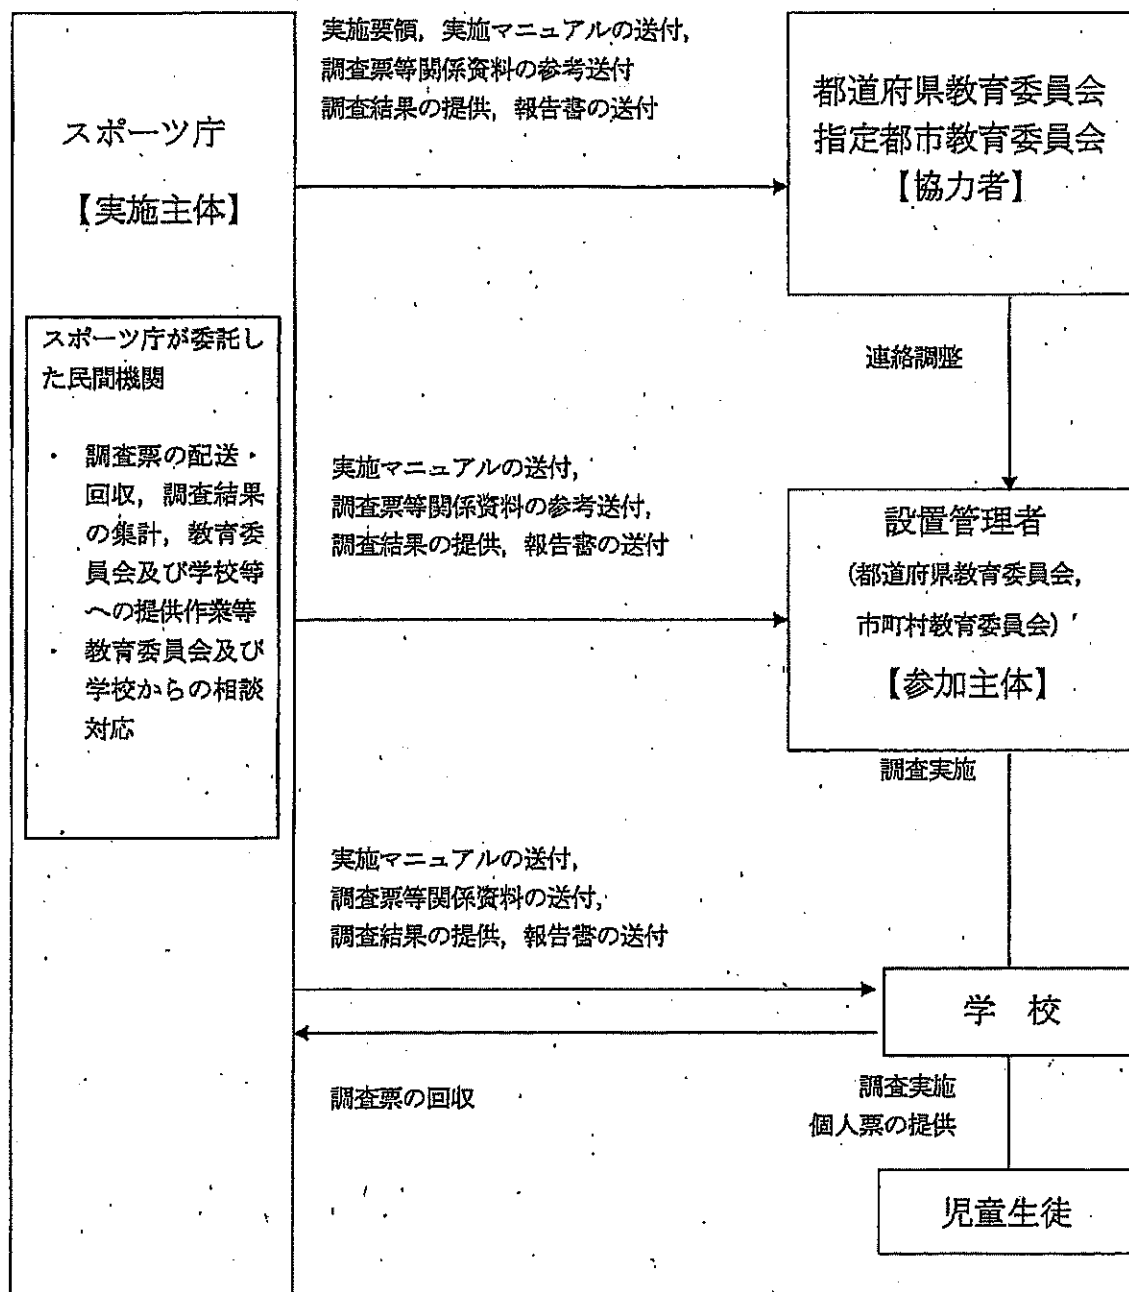 スポーツ庁
【実施主体】
スポーツ庁が委託し
た民間機関
・ 調査票の配送・
回収，調査結果
の集計，教育委
員会及び学校等
への提供作業等
・ 教育委員会及び
学校からの相談
対応
実施要領，実施マニュアルの送付，
調査票等関係資料の参考送付
調査結果の提供，報告書の送付
都道府県教育委員会
指定都市教育委員会
【協力者】
連絡調整
実施マニュアルの送付，
調査票等関係資料の参考送付，
調査結果の提供，報告書の送付
設置管理者
(都道府県教育委員会，
市町村教育委員会)
【参加主体】
調査実施
実施マニュアルの送付，
調査票等関係資料の送付，
調査結果の提供，報告書の送付
学 校
調査票の回収
調査実施
個人票の提供
児童生徒